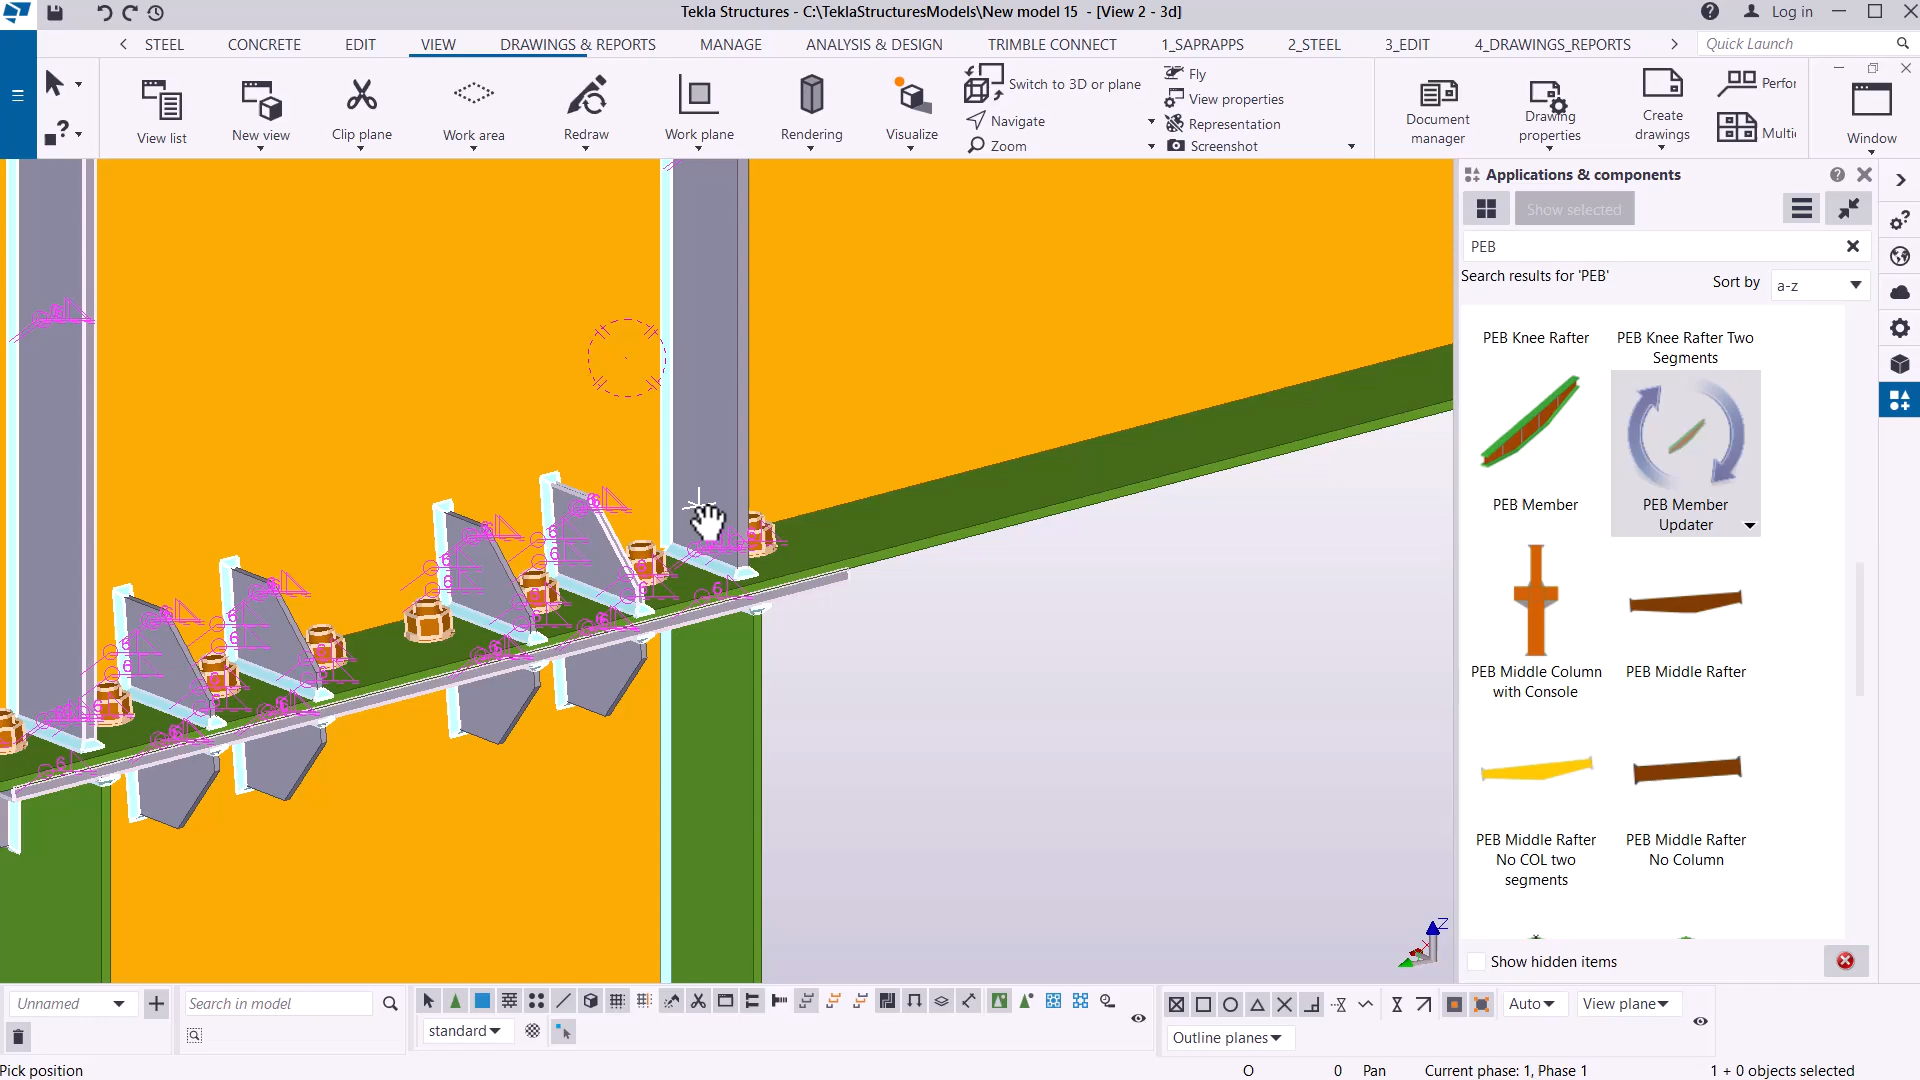 Tekla Structures - C:\TeklaStructuresModels\New model 15 - [View 2 - 3d]
Log in
STEEL
CONCRETE
EDIT
VIEW
DRAWINGS & REPORTS
MANAGE
ANALYSIS & DESIGN
TRIMBLE CONNECT
1_SAPRAPPS
2_STEEL
3_EDIT
4_DRAWINGS_REPORTS
Quick Launch
View list
New view
Clip plane
Work area
Redraw
Work plane
Rendering
Visualize
Switch to 3D or plane
Navigate
Zoom
Fly
View properties
Representation
Screenshot
Document
manager
Drawing
properties
Create
drawings
Perfor
Multi
Window
Applications & components
Show selected
PEB
Search results for 'PEB'
Sort by
a-z
PEB Knee Rafter
PEB Knee Rafter Two
Segments
PEB Member
PEB Member
Updater
PEB Middle Column
with Console
PEB Middle Rafter
PEB Middle Rafter
No COL two
segments
PEB Middle Rafter
No Column
Show hidden items
Z
Unnamed
Search in model
standard
Auto
View plane
Outline planes
Pick position
O
0
Pan
Current phase: 1, Phase 1
1 + 0 objects selected